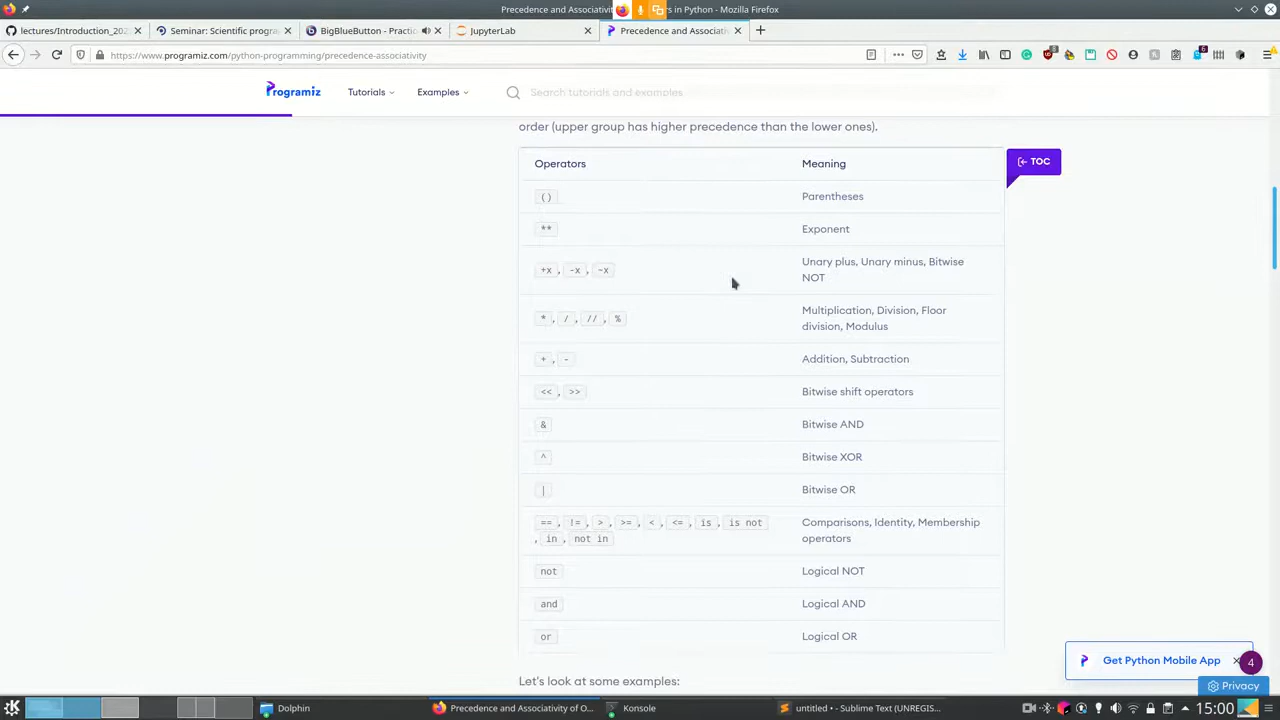 Precedence and Associativit
rs in Python - Mozilla Firefox
lectures/Introduction_202
Seminar: Scientific progra
BigBlueButton - Practic
JupyterLab
Precedence and Associati
https://www.programiz.com/python-programming/precedence-associativity
Programiz
Tutorials
Examples
Search tutorials and examples
order (upper group has higher precedence than the lower ones).
TOC
Operators Meaning
() Parentheses
** Exponent
+x , -x , ~x Unary plus, Unary minus, Bitwise
NOT
* , / , // , % Multiplication, Division, Floor
division, Modulus
+ , - Addition, Subtraction
<< , >> Bitwise shift operators
& Bitwise AND
^ Bitwise XOR
| Bitwise OR
== , != , > , >= , < , <= , is , is not Comparisons, Identity, Membership
, in , not in operators
not Logical NOT
and Logical AND
or Logical OR
Let's look at some examples:
Get Python Mobile App
4
Privacy
Dolphin
Precedence and Associativity of O...
Konsole
untitled • - Sublime Text (UNREGIS...
15:00